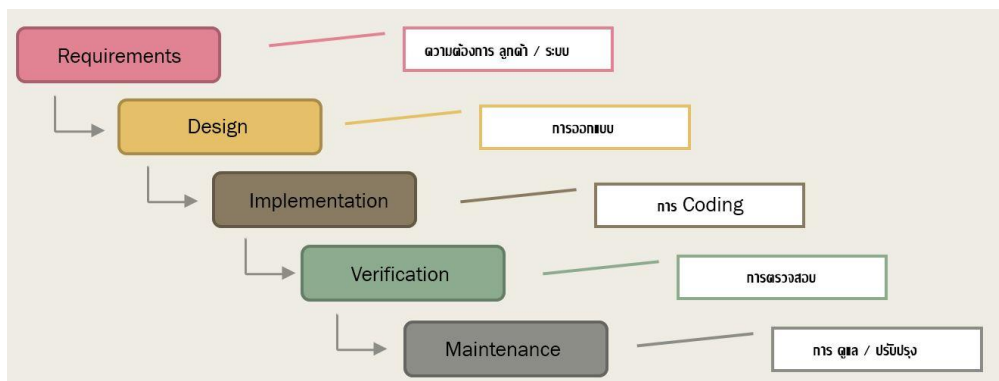 Requirements
ความต้องการ ลูกค้า / ระบบ
Design
การออกแบบ
Implementation
การ Coding
Verification
การตรวจสอบ
Maintenance
การ ดูแล / ปรับปรุง